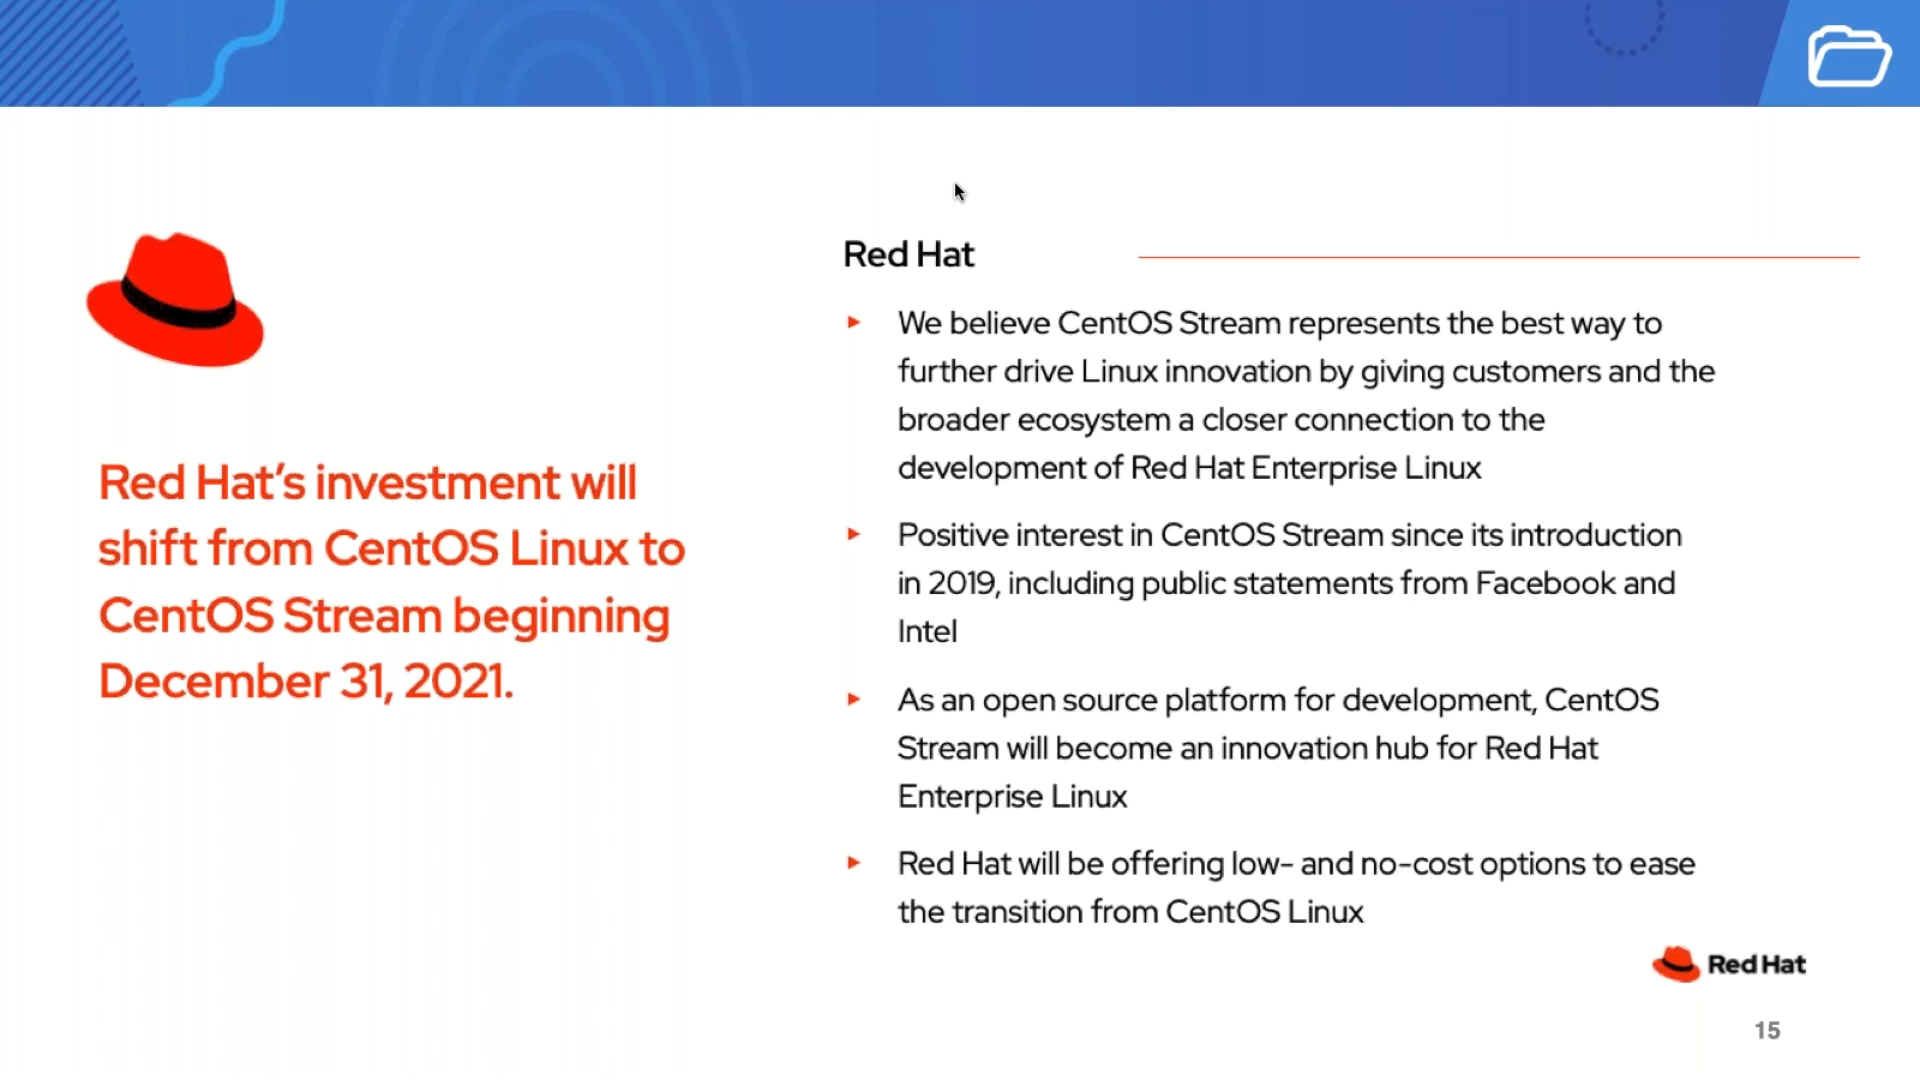 Red Hat's investment will
shift from CentOS Linux to
CentOS Stream beginning
December 31, 2021.
Red Hat
We believe CentOS Stream represents the best way to
further drive Linux innovation by giving customers and the
broader ecosystem a closer connection to the
development of Red Hat Enterprise Linux
Positive interest in CentOS Stream since its introduction
in 2019, including public statements from Facebook and
Intel
As an open source platform for development, CentOS
Stream will become an innovation hub for Red Hat
Enterprise Linux
Red Hat will be offering low- and no-cost options to ease
the transition from CentOS Linux
Red Hat
15